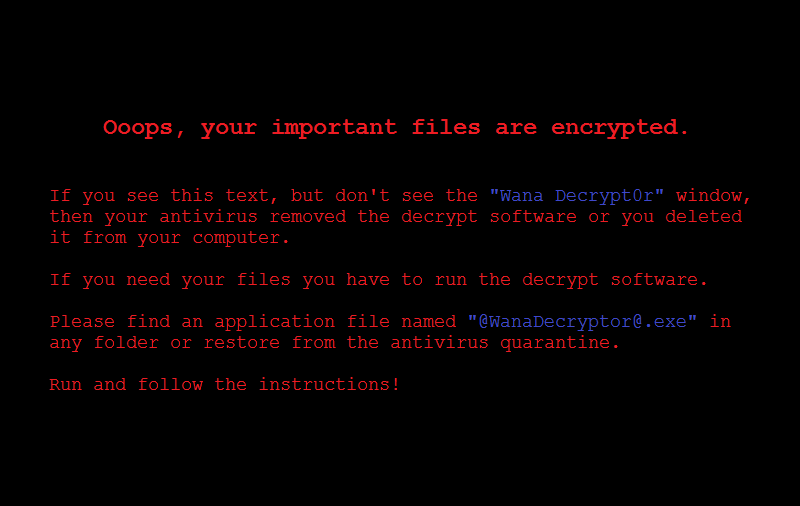 Ooops, your important files are encrypted.
If you see this text, but don't see the "Wana Decrypt0r" window,
then your antivirus removed the decrypt software or you deleted
it from your computer.
If you need your files you have to run the decrypt software.
Please find an application file named "@WanaDecryptor@.exe" in
any folder or restore from the antivirus quarantine.
Run and follow the instructions!